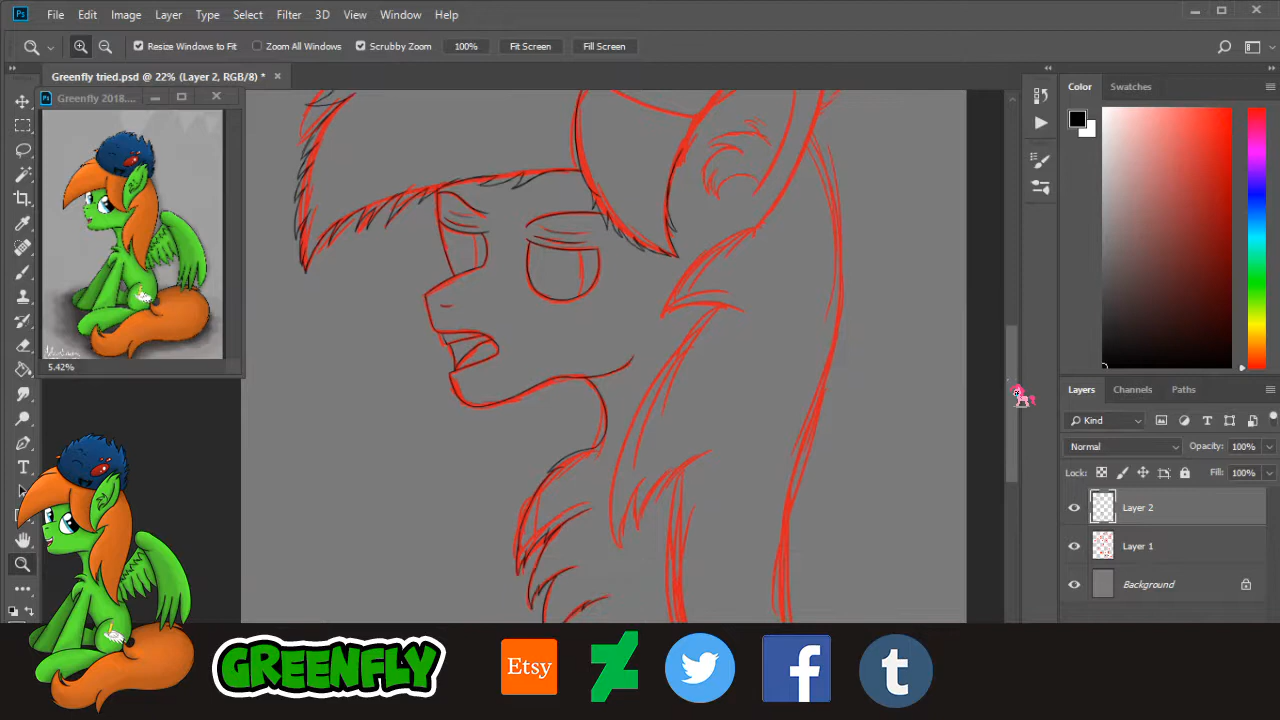 Ps File Edit Image Layer Type Select Filter 3D View Window Help
Resize Windows to Fit Zoom All Windows Scrubby Zoom 100% Fit Screen Fill Screen
Greenfly tried.psd @ 22% (Layer 2, RGB/8) *
Greenfly 2018....
5.42%
Color Swatches
Layers Channels Paths
Kind
Normal Opacity: 100%
Lock: Fill: 100%
Layer 2
Layer 1
Background
T
GREENFLY
Etsy
f
t